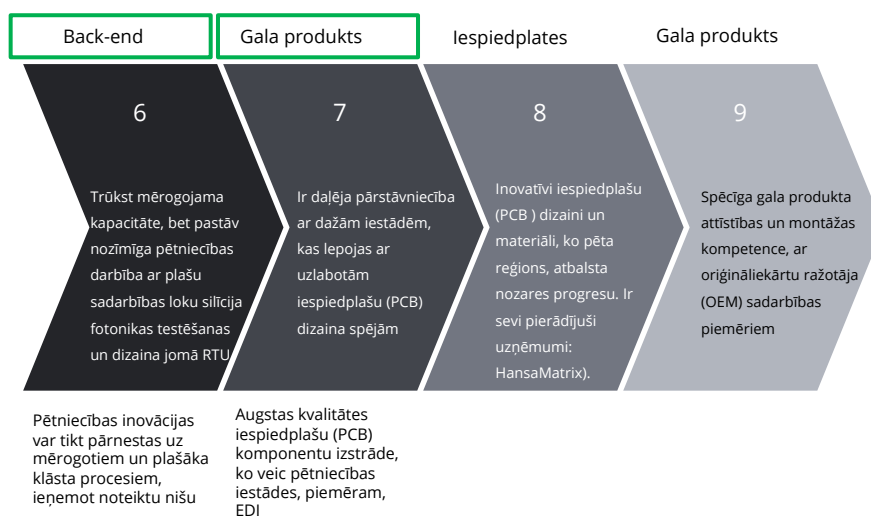 Back-end
Gala produkts
Iespiedplates
Gala produkts
6
Trūkst mērogojama
kapacitāte, bet pastāv
nozīmīga pētniecības
darbība ar plašu
sadarbības loku silīcija
fotonikas testēšanas
un dizaina jomā RTU
7
Ir daļēja pārstāvniecība
ar dažām iestādēm,
kas lepojas ar
uzlabotām
iespiedplašu (PCB)
dizaina spējām
8
Inovatīvi iespiedplašu
(PCB ) dizaini un
materiāli, ko pēta
reģions, atbalsta
nozares progresu. Ir
sevi pierādījuši
uzņēmumi:
HansaMatrix).
9
Spēcīga gala produkta
attīstības un montāžas
kompetence, ar
oriģināliekārtu ražotāja
(OEM) sadarbības
piemēriem
Pētniecības inovācijas
var tikt pārnestas uz
mērogotiem un plašāka
klāsta procesiem,
ieņemot noteiktu nišu
Augstas kvalitātes
iespiedplašu (PCB)
komponentu izstrāde,
ko veic pētniecības
iestādes, piemēram,
EDI